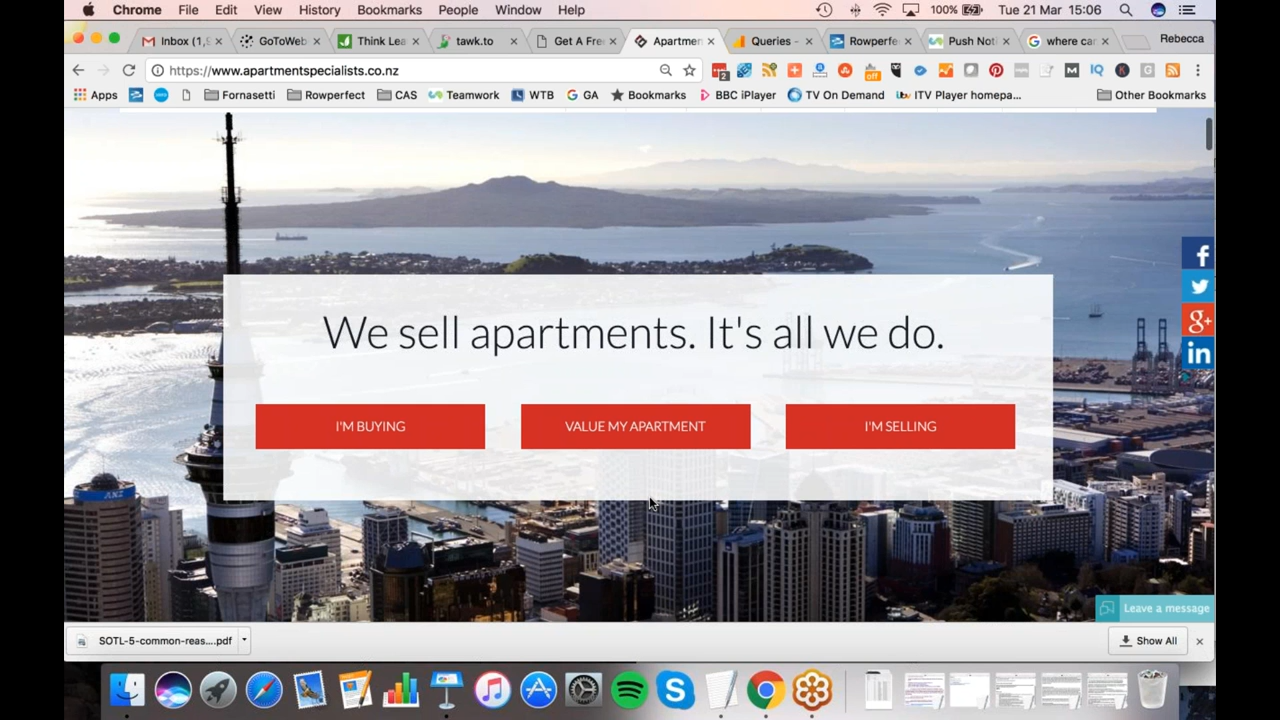 Chrome File Edit View History Bookmarks People Window Help 100% Tue 21 Mar 15:06
Inbox (1, GoToWeb Think Lea tawk.to Get A Fre Apartmen Queries - Rowperfe Push Noti where car Rebecca
https://www.apartmentspecialists.co.nz
Apps Fornasetti Rowperfect CAS Teamwork WTB GA Bookmarks BBC iPlayer TV On Demand ITV Player homepa... Other Bookmarks
We sell apartments. It's all we do.
I'M BUYING VALUE MY APARTMENT I'M SELLING
ANZ
Leave a message
SOTL-5-common-reas....pdf Show All